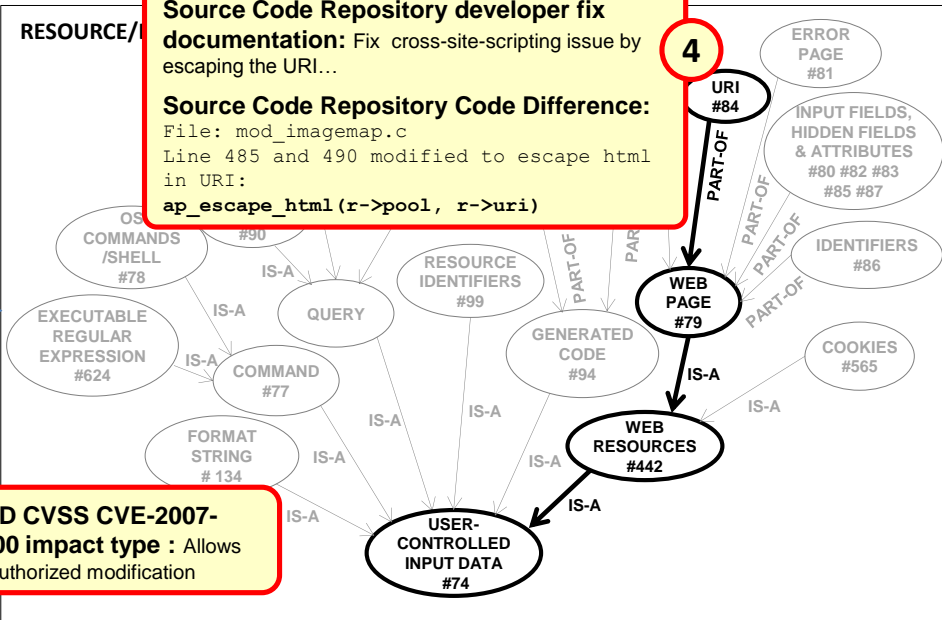 RESOURCE/
Source Code Repository developer fix
documentation: Fix cross-site-scripting issue by
escaping the URI…
Source Code Repository Code Difference:
File: mod_imagemap.c
Line 485 and 490 modified to escape html
in URI:
ap_escape_html(r->pool, r->uri)
4
ERROR
PAGE
#81
URI
#84
INPUT FIELDS,
HIDDEN FIELDS
& ATTRIBUTES
#80 #82 #83
#85 #87
PART-OF
PART-OF
PART-OF
PART-OF
IDENTIFIERS
#86
OS
COMMANDS
/SHELL
#78
#90
IS-A
RESOURCE
IDENTIFIERS
#99
PART-OF
PAR
WEB
PAGE
#79
EXECUTABLE
REGULAR
EXPRESSION
#624
IS-A
QUERY
GENERATED
CODE
#94
COOKIES
#565
IS-A
COMMAND
#77
IS-A
IS-A
IS-A
IS-A
FORMAT
STRING
# 134
IS-A
IS-A
WEB
RESOURCES
#442
IS-A
IS-A
D CVSS CVE-2007-
00 impact type : Allows
uthorized modification
USER-
CONTROLLED
INPUT DATA
#74